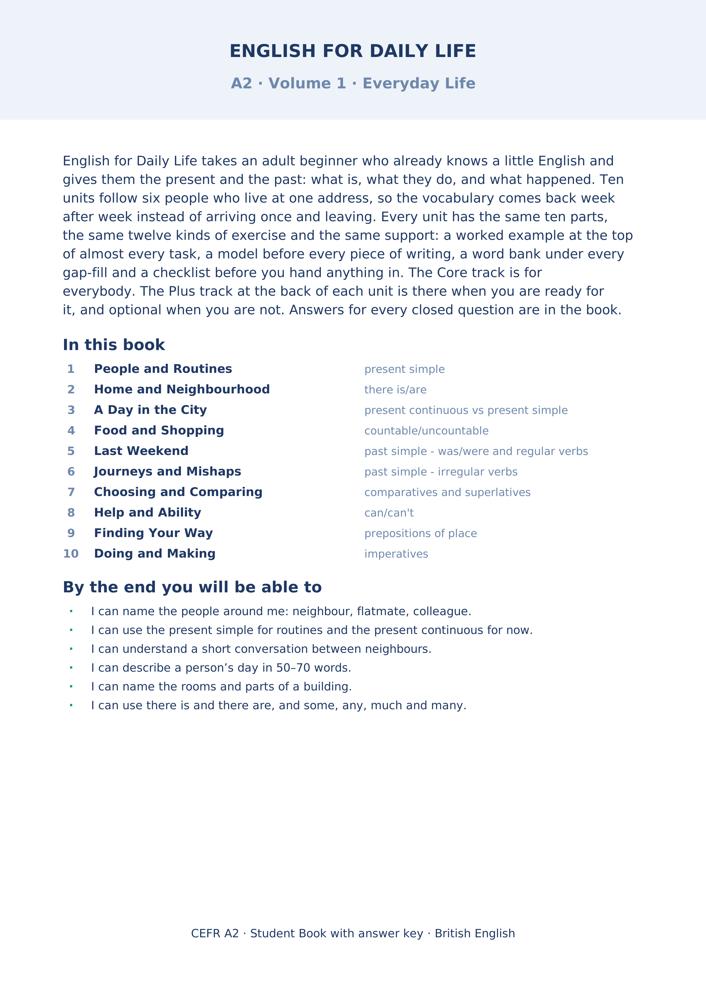 ENGLISH FOR DAILY LIFE
A2 · Volume 1 · Everyday Life
English for Daily Life takes an adult beginner who already knows a little English and
gives them the present and the past: what is, what they do, and what happened. Ten
units follow six people who live at one address, so the vocabulary comes back week
after week instead of arriving once and leaving. Every unit has the same ten parts,
the same twelve kinds of exercise and the same support: a worked example at the top
of almost every task, a model before every piece of writing, a word bank under every
gap-fill and a checklist before you hand anything in. The Core track is for
everybody. The Plus track at the back of each unit is there when you are ready for
it, and optional when you are not. Answers for every closed question are in the book.
In this book
1 People and Routines present simple
2 Home and Neighbourhood there is/are
3 A Day in the City present continuous vs present simple
4 Food and Shopping countable/uncountable
5 Last Weekend past simple - was/were and regular verbs
6 Journeys and Mishaps past simple - irregular verbs
7 Choosing and Comparing comparatives and superlatives
8 Help and Ability can/can't
9 Finding Your Way prepositions of place
10 Doing and Making imperatives
By the end you will be able to
· I can name the people around me: neighbour, flatmate, colleague.
· I can use the present simple for routines and the present continuous for now.
· I can understand a short conversation between neighbours.
· I can describe a person’s day in 50–70 words.
· I can name the rooms and parts of a building.
· I can use there is and there are, and some, any, much and many.
CEFR A2 · Student Book with answer key · British English